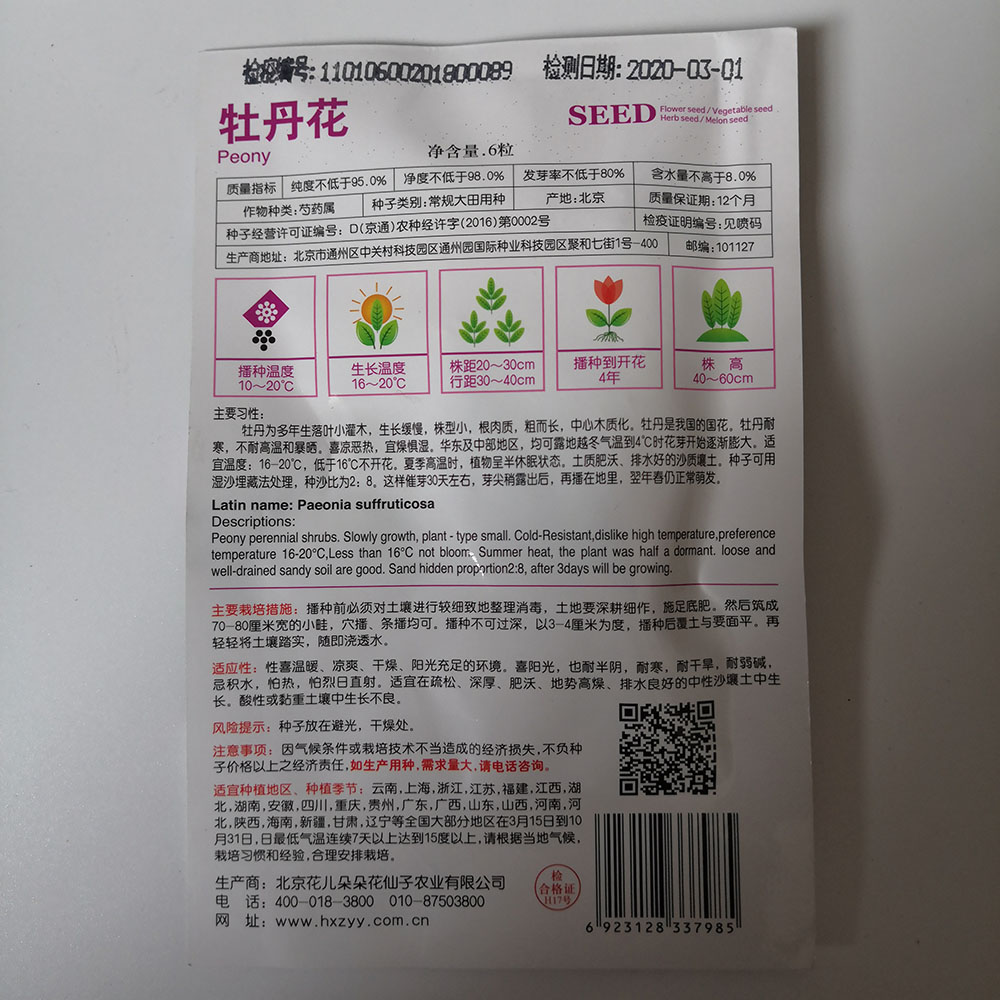 检疫编号:11010600201800089 检测日期:2020-03-01
牡丹花
Peony
SEED Flower seed / Vegetable seed
Herb seed / Melon seed
净含量.6粒
质量指标 纯度不低于95.0% 净度不低于98.0% 发芽率不低于80% 含水量不高于8.0%
作物种类:芍药属 种子类别:常规大田用种 产地:北京 质量保证期:12个月
种子经营许可证编号: D(京通)农种经许字(2016)第0002号 检疫证明编号:见喷码
生产商地址: 北京市通州区中关村科技园区通州园国际种业科技园区聚和七街1号-400 邮编:101127
播种温度
10~20℃
生长温度
16~20℃
株距20~30cm
行距30~40cm
播种到开花
4年
株 高
40~60cm
主要习性:
牡丹为多年生落叶小灌木，生长缓慢，株型小，根肉质，粗而长，中心木质化。牡丹是我国的国花。牡丹耐
寒，不耐高温和暴晒。喜凉恶热，宜燥惧湿。华东及中部地区，均可露地越冬气温到4℃时花芽开始逐渐膨大。适
宜温度: 16-20℃，低于16℃不开花。夏季高温时，植物呈半休眠状态。土质肥沃、排水好的沙质壤土。种子可用
湿沙埋藏法处理，种沙比为2: 8。这样催芽30天左右，芽尖稍露出后，再播在地里，翌年春仍正常萌发。
Latin name: Paeonia suffruticosa
Descriptions:
Peony perennial shrubs. Slowly growth, plant - type small. Cold-Resistant,dislike high temperature,preference
temperature 16-20°C,Less than 16°C not bloom. Summer heat, the plant was half a dormant. loose and
well-drained sandy soil are good. Sand hidden proportion2:8, after 3days will be growing.
主要栽培措施: 播种前必须对土壤进行较细致地整理消毒，土地要深耕细作，施足底肥。然后筑成
70-80厘米宽的小畦，穴播、条播均可。播种不可过深，以3-4厘米为度，播种后覆土与要面平。再
轻轻将土壤踏实，随即浇透水。
适应性: 性喜温暖、凉爽、干燥、阳光充足的环境。喜阳光，也耐半阴，耐寒，耐干旱，耐弱碱，
忌积水，怕热，怕烈日直射。适宜在疏松、深厚、肥沃、地势高燥、排水良好的中性沙壤土中生
长。酸性或黏重土壤中生长不良。
风险提示: 种子放在避光，干燥处。
注意事项: 因气候条件或栽培技术不当造成的经济损失,不负种
子价格以上之经济责任,如生产用种,需求量大,请电话咨询。
适宜种植地区、种植季节: 云南,上海,浙江,江苏,福建,江西,湖
北,湖南,安徽,四川,重庆,贵州,广东,广西,山东,山西,河南,河
北,陕西,海南,新疆,甘肃,辽宁等全国大部分地区在3月15日到10
月31日,日最低气温连续7天以上达到15度以上,请根据当地气候,
栽培习惯和经验,合理安排栽培。
生产商: 北京花儿朵朵花仙子农业有限公司
电 话: 400-018-3800 010-87503800
网 址: www.hxzyy.com.cn
检
合格证
H17号
6 923128 337985